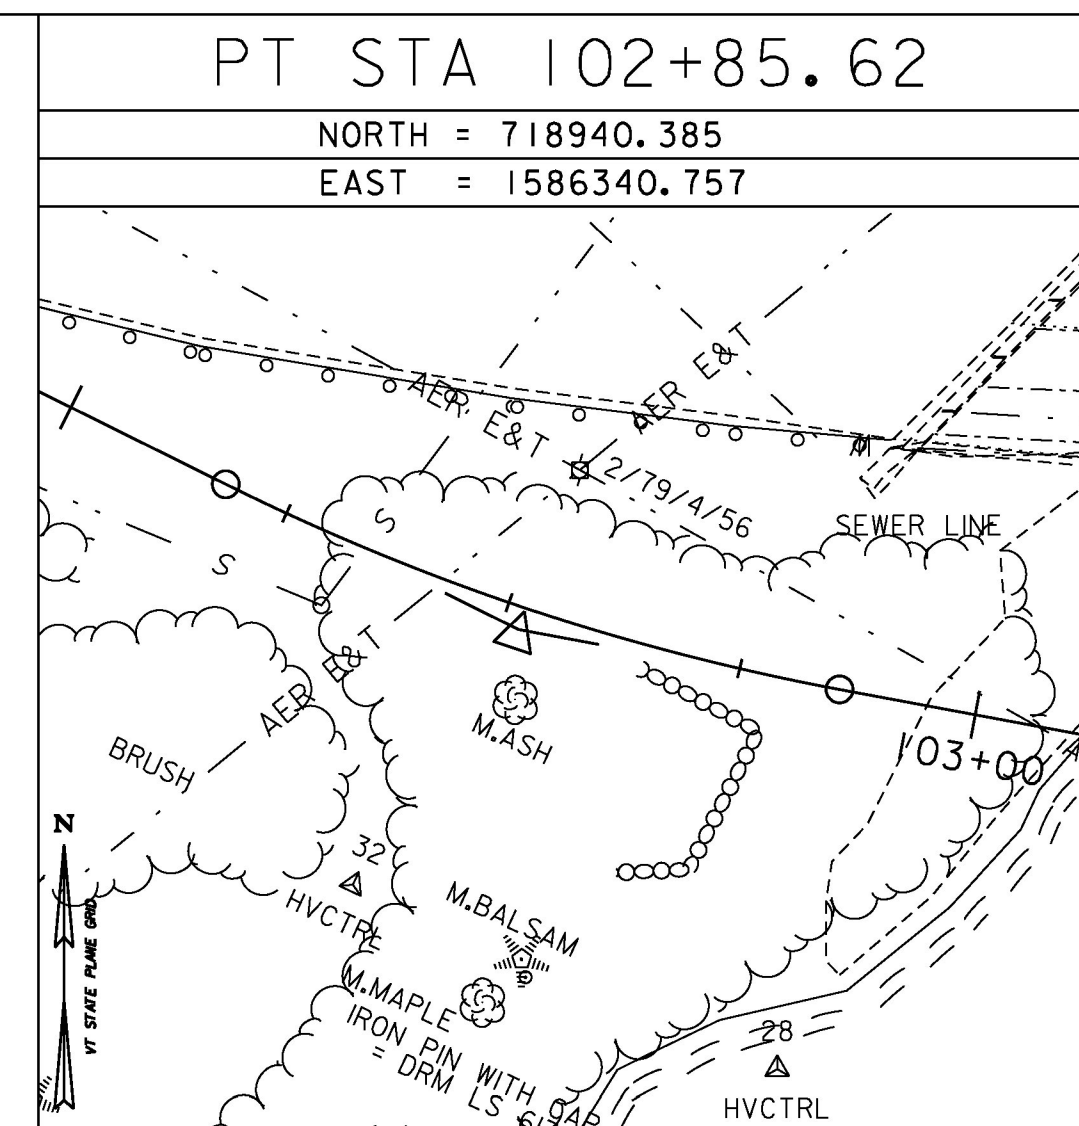 PT STA 102+85.62
NORTH = 718940.385
EAST = 1586340.757
AER E&T
AER E&T
2/79/4/56
SEWER LINE
S
S
AER E&T
M.ASH
BRUSH
103+00
N
VT STATE PLANE GRID
32
HVCTRL
M.BALSAM
M.MAPLE
IRON PIN WITH CAP
= DRM LS
28
HVCTRL